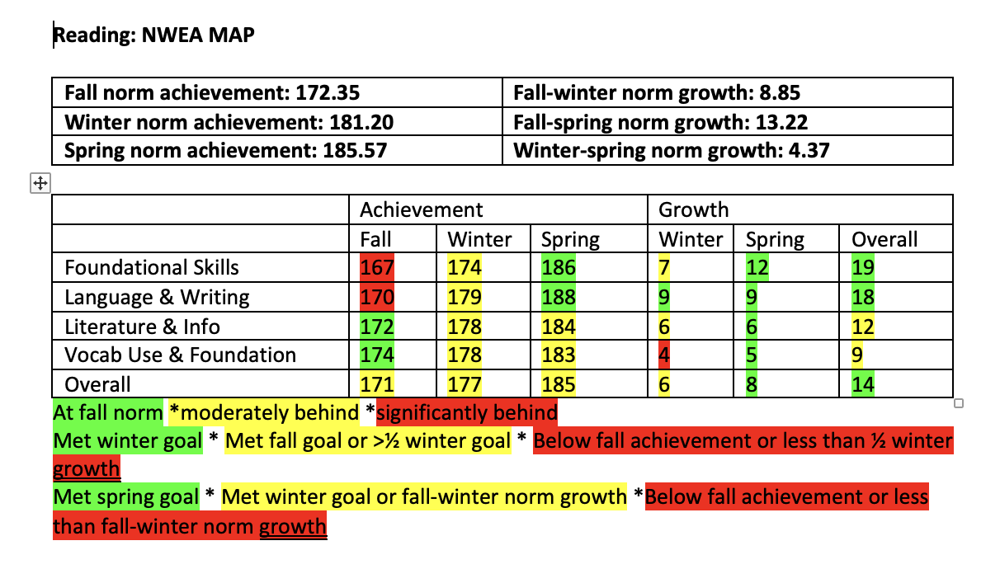 Reading: NWEA MAP
Fall norm achievement: 172.35 Fall-winter norm growth: 8.85
Winter norm achievement: 181.20 Fall-spring norm growth: 13.22
Spring norm achievement: 185.57 Winter-spring norm growth: 4.37
Achievement Growth
Fall Winter Spring Winter Spring Overall
Foundational Skills 167 174 186 7 12 19
Language & Writing 170 179 188 9 9 18
Literature & Info 172 178 184 6 6 12
Vocab Use & Foundation 174 178 183 4 5 9
Overall 171 177 185 6 8 14
At fall norm *moderately behind *significantly behind
Met winter goal * Met fall goal or >½ winter goal * Below fall achievement or less than ½ winter
growth
Met spring goal * Met winter goal or fall-winter norm growth *Below fall achievement or less
than fall-winter norm growth